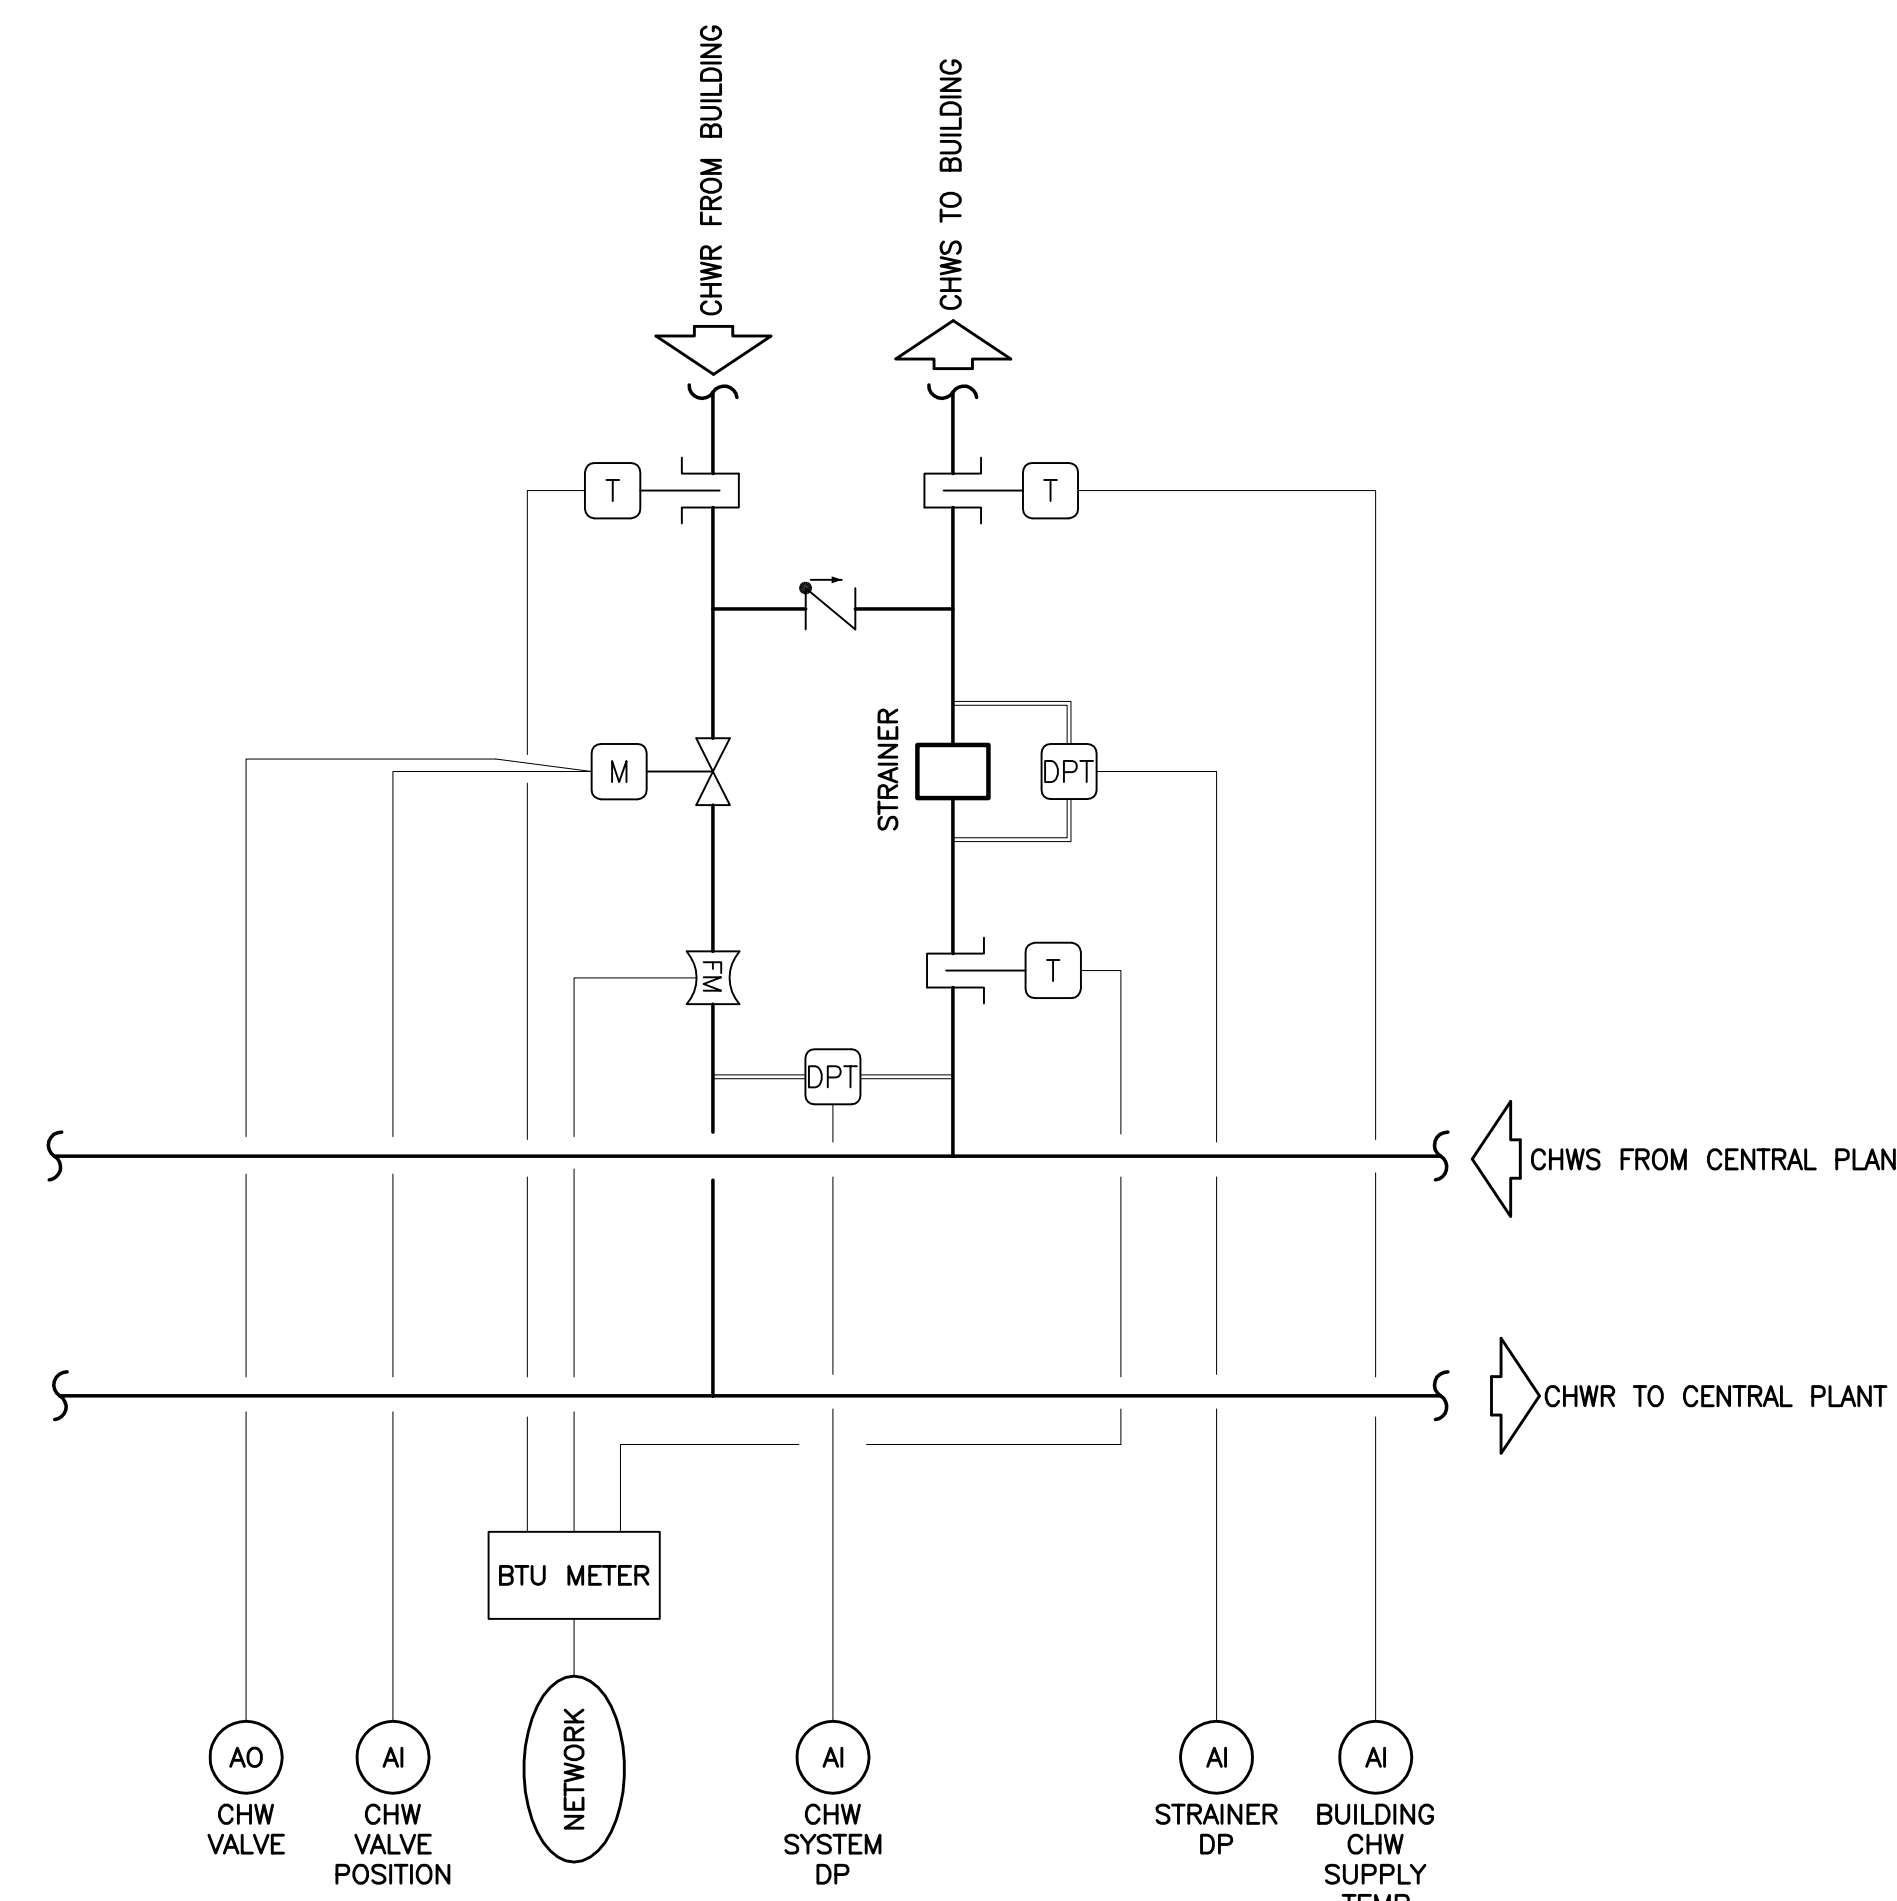 CHWR FROM BUILDING
CHWS TO BUILDING
T
T
STRAINER
M
DPT
FM
T
DPT
CHWS FROM CENTRAL PLAN
CHWR TO CENTRAL PLANT
BTU METER
NETWORK
AO
CHW
VALVE
AI
CHW
VALVE
POSITION
AI
CHW
SYSTEM
DP
AI
STRAINER
DP
AI
BUILDING
CHW
SUPPLY
TEMP